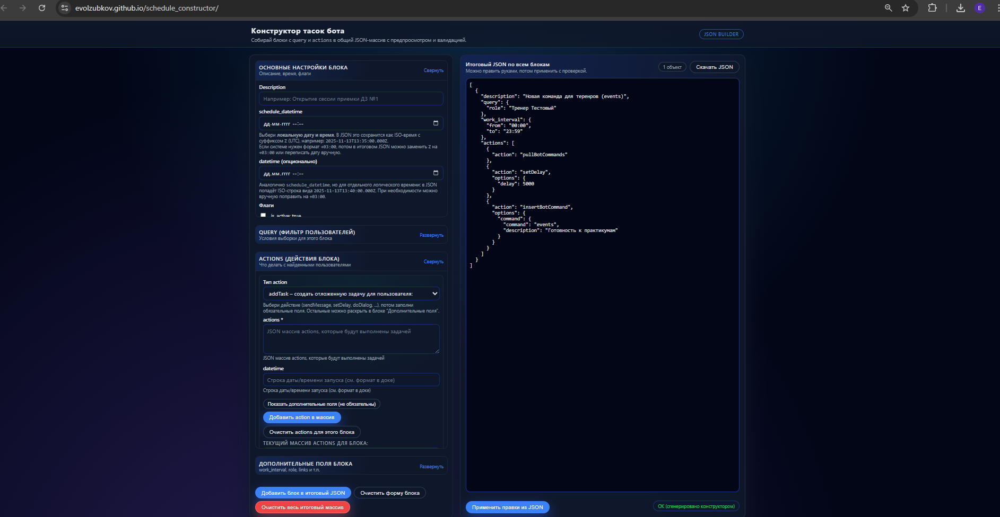 evolzubkov.github.io/schedule_constructor/
E
Конструктор тасок бота
Собирай блоки с query и actions в общий JSON-массив с предпросмотром и валидацией.
JSON BUILDER
ОСНОВНЫЕ НАСТРОЙКИ БЛОКА
Описание, время, флаги
Свернуть
Description
Например: Открытие сессии приемки ДЗ №1
schedule_datetime
дд.мм.гггг --:--
Выбери локальную дату и время. В JSON это сохранится как ISO-время с
суффиксом Z (UTC), например: 2025-11-13T13:35:00.000Z.
Если системе нужен формат +03:00, потом в итоговом JSON можно заменить Z на
+03:00 или переписать дату вручную.
datetime (опционально)
дд.мм.гггг --:--
Аналогично schedule_datetime, но для отдельного логического времени: в JSON
попадёт ISO-строка вида 2025-11-13T13:40:00.000Z. При необходимости можно
вручную поправить на +03:00.
Флаги
is_active: true
QUERY (ФИЛЬТР ПОЛЬЗОВАТЕЛЕЙ)
Условия выборки для этого блока
Развернуть
ACTIONS (ДЕЙСТВИЯ БЛОКА)
Что делать с найденными пользователями
Свернуть
Тип action
addTask – создать отложенную задачу для пользователя:
Выбери действие (sendMessage, setDelay, doDialog, ...), потом заполни
обязательные поля. Остальные можно раскрыть в блоке "Дополнительные поля".
actions *
JSON массив actions, которые будут выполнены задачей
JSON массив actions, которые будут выполнены задачей
datetime
Строка даты/времени запуска (см. формат в доке)
Строка даты/времени запуска (см. формат в доке)
Показать дополнительные поля (не обязательны)
Добавить action в массив
Очистить actions для этого блока
ТЕКУЩИЙ МАССИВ ACTIONS ДЛЯ БЛОКА:
ДОПОЛНИТЕЛЬНЫЕ ПОЛЯ БЛОКА
work_interval, role, links и т.п.
Развернуть
Добавить блок в итоговый JSON
Очистить форму блока
Очистить весь итоговый массив
Итоговый JSON по всем блокам
Можно править руками, потом применить с проверкой.
1 объект
Скачать JSON
[
{
"description": "Новая команда для теренров (events)",
"query": {
"role": "Тренер Тестовый"
},
"work_interval": {
"from": "00:00",
"to": "23:59"
},
"actions": [
{
"action": "pullBotCommands"
},
{
"action": "setDelay",
"options": {
"delay": 5000
}
},
{
"action": "insertBotCommand",
"options": {
"command": {
"command": "events",
"description": "Готовность к практикумам"
}
}
}
]
}
]
Применить правки из JSON
OK (сгенерировано конструктором)